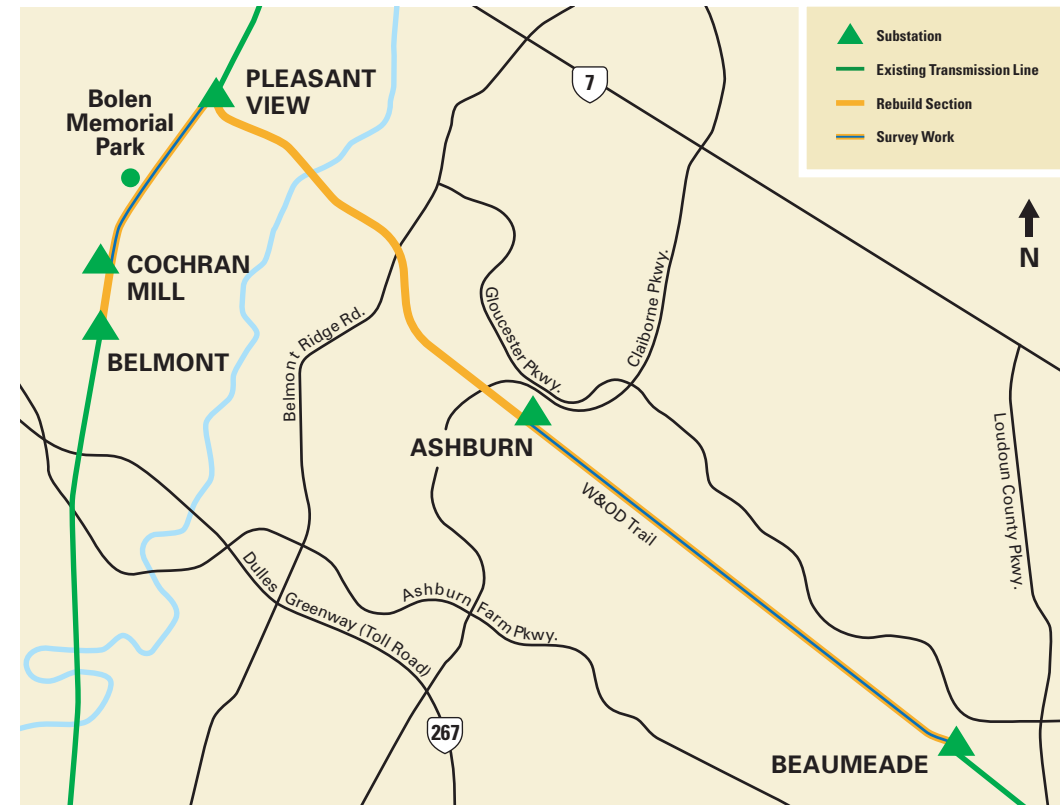 Substation
Existing Transmission Line
Rebuild Section
Survey Work
7
N
PLEASANT
VIEW
Bolen
Memorial
Park
COCHRAN
MILL
BELMONT
Belmont Ridge Rd.
Gloucester Pkwy.
Claiborne Pkwy.
Loudoun County Pkwy.
ASHBURN
W&OD Trail
Dulles Greenway (Toll Road)
Ashburn Farm Pkwy.
267
BEAUMEADE